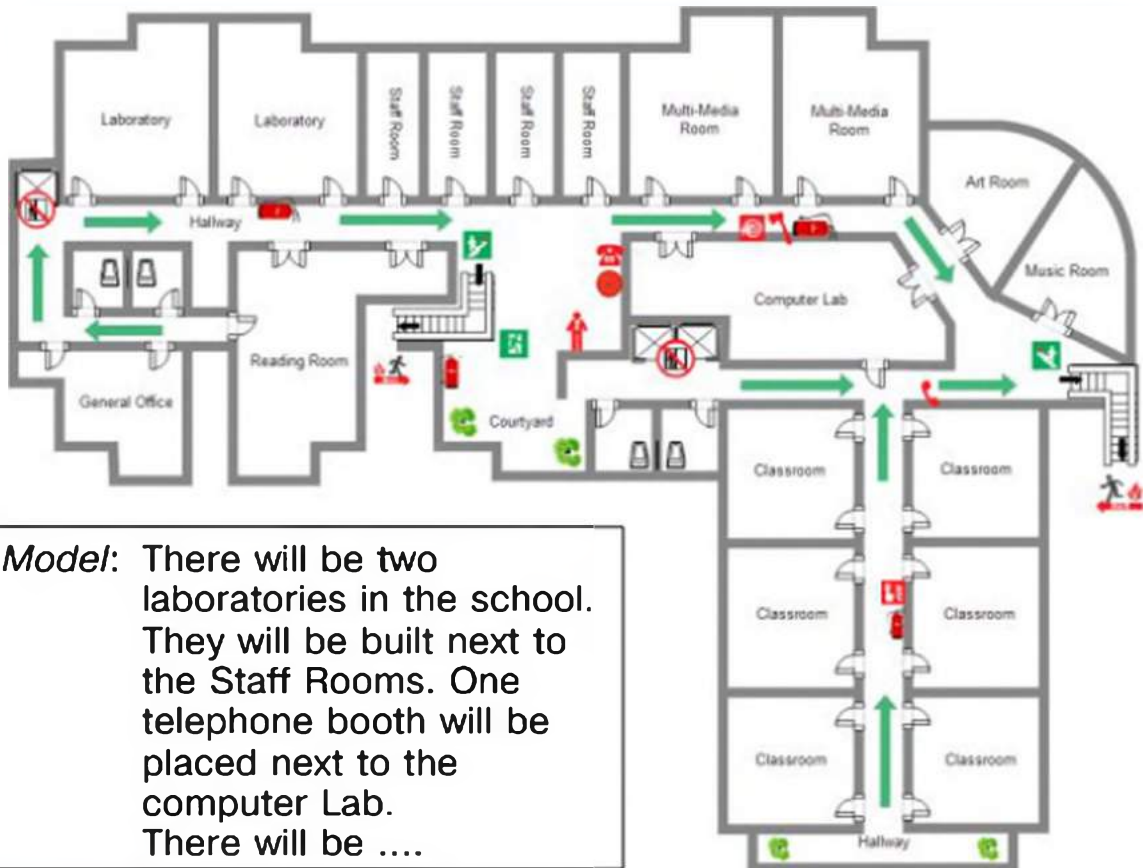 Laboratory
Laboratory
Staff Room
Staff Room
Staff Room
Staff Room
Multi-Media
Room
Multi-Media
Room
Art Room
Music Room
Hallway
Computer Lab
Reading Room
General Office
Courtyard
Classroom
Classroom
Classroom
Classroom
Classroom
Classroom
Hallway
Model: There will be two
laboratories in the school.
They will be built next to
the Staff Rooms. One
telephone booth will be
placed next to the
computer Lab.
There will be ....